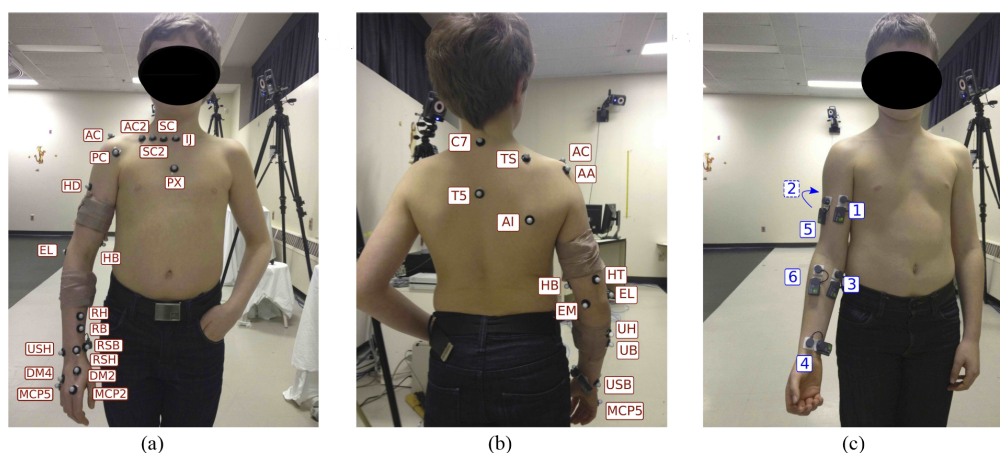 AC2 SC
AC IJ
PC SC2
PX
HD
EL HB
RH
RB
USH RSB
RSH
DM4 DM2
MCP5 MCP2
(a)
C7
TS AC
AA
T5
AI
HT
HB EL
EM
UH
UB
USB
MCP5
(b)
2
1
5
6
3
4
(c)